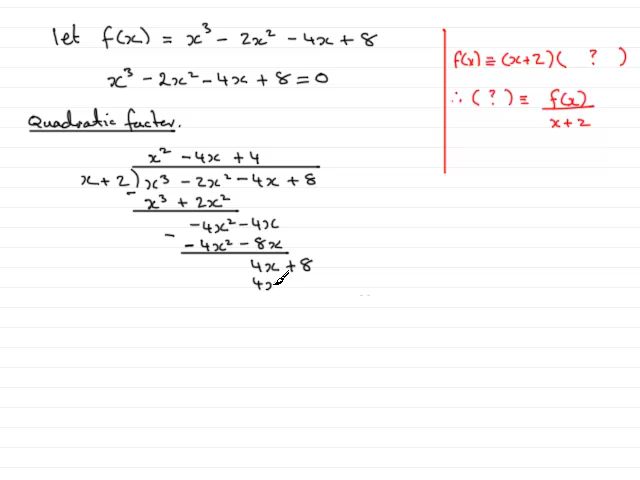 let f(x) = x³ - 2x² - 4x + 8
x³ - 2x² - 4x + 8 = 0
Quadratic factor.
x² - 4x + 4
x + 2 ) x³ - 2x² - 4x + 8
- x³ + 2x²
-4x² - 4x
- -4x² - 8x
4x + 8
4x
f(x) ≡ (x+2)( ? )
∴ ( ? ) ≡ f(x)
x + 2